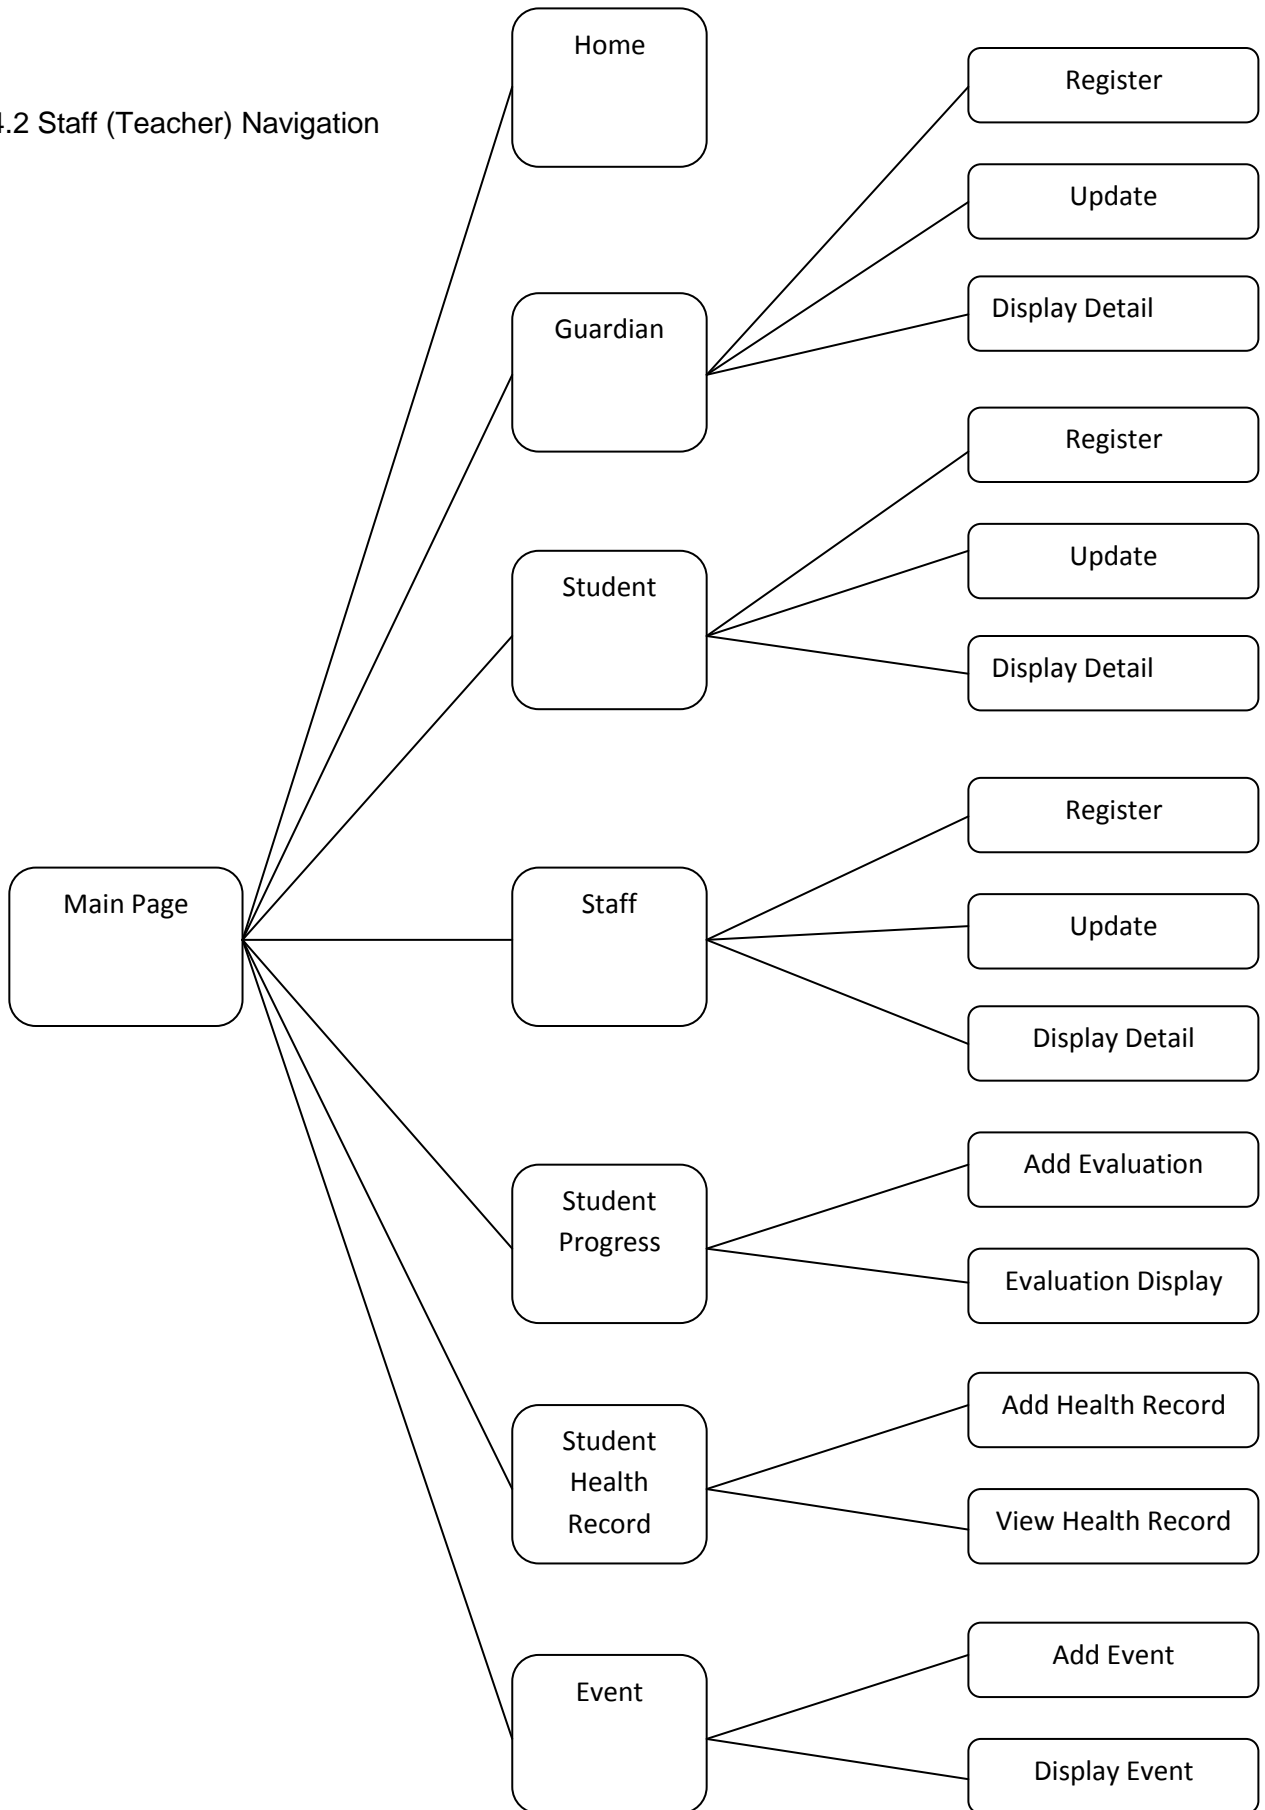 4.2 Staff (Teacher) Navigation
Home
Register
Update
Guardian
Display Detail
Register
Student
Update
Display Detail
Register
Main Page
Staff
Update
Display Detail
Student
Progress
Add Evaluation
Evaluation Display
Student
Health
Record
Add Health Record
View Health Record
Event
Add Event
Display Event